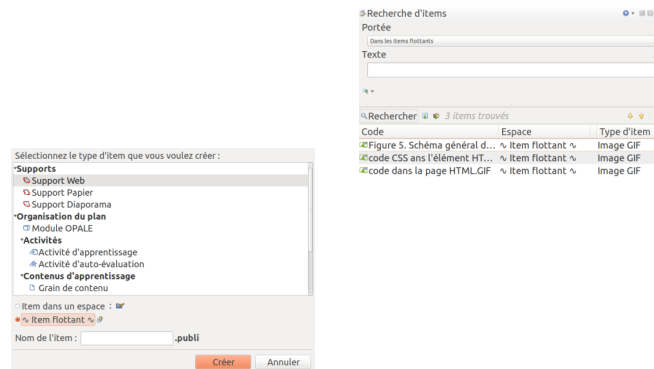 Sélectionnez le type d'item que vous voulez créer :
Supports
Support Web
Support Papier
Support Diaporama
Organisation du plan
Module OPALE
Activités
Activité d'apprentissage
Activité d'auto-évaluation
Contenus d'apprentissage
Grain de contenu
Item dans un espace :
∿ Item flottant ∿
Nom de l'item : .publi
Créer Annuler
Recherche d'items
Portée
Dans les items flottants
Texte
Rechercher 3 items trouvés
Code Espace Type d'item
Figure 5. Schéma général d... ∿ Item flottant ∿ Image GIF
code CSS ans l'élément HT... ∿ Item flottant ∿ Image GIF
code dans la page HTML.GIF ∿ Item flottant ∿ Image GIF